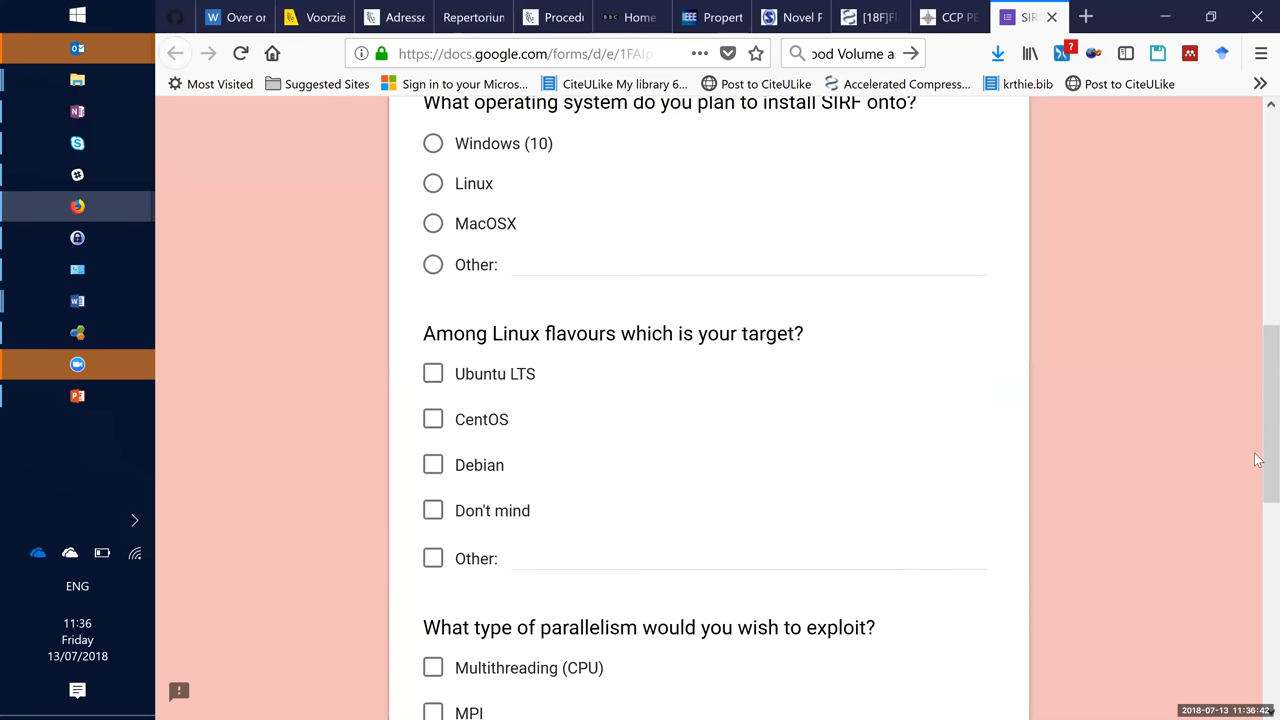 Over or
Voorzie
Adresse
Repertoriun
Procedi
BBC Home
IEEE Propert
Novel P
[18F]Fl
CCP PE
SIR
https://docs.google.com/forms/d/e/1FAIp
ood Volume a
Most Visited
Suggested Sites
Sign in to your Micros...
CiteULike My library 6...
Post to CiteULike
Accelerated Compress...
krthie.bib
Post to CiteULike
What operating system do you plan to install SIRF onto?
Windows (10)
Linux
MacOSX
Other:
Among Linux flavours which is your target?
Ubuntu LTS
CentOS
Debian
Don't mind
Other:
What type of parallelism would you wish to exploit?
Multithreading (CPU)
MPI
ENG
11:36
Friday
13/07/2018
2018-07-13 11:36:42